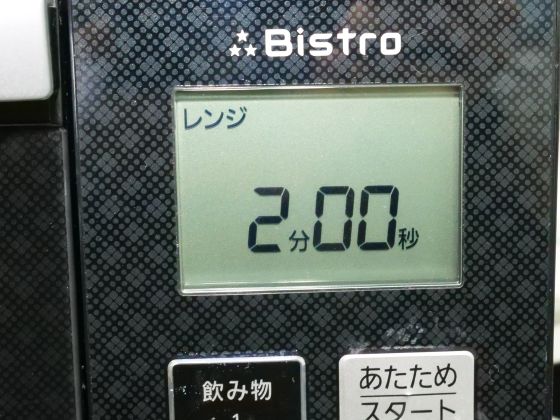 Bistro
レンジ
2分00秒
飲み物
1
あたため
スタート